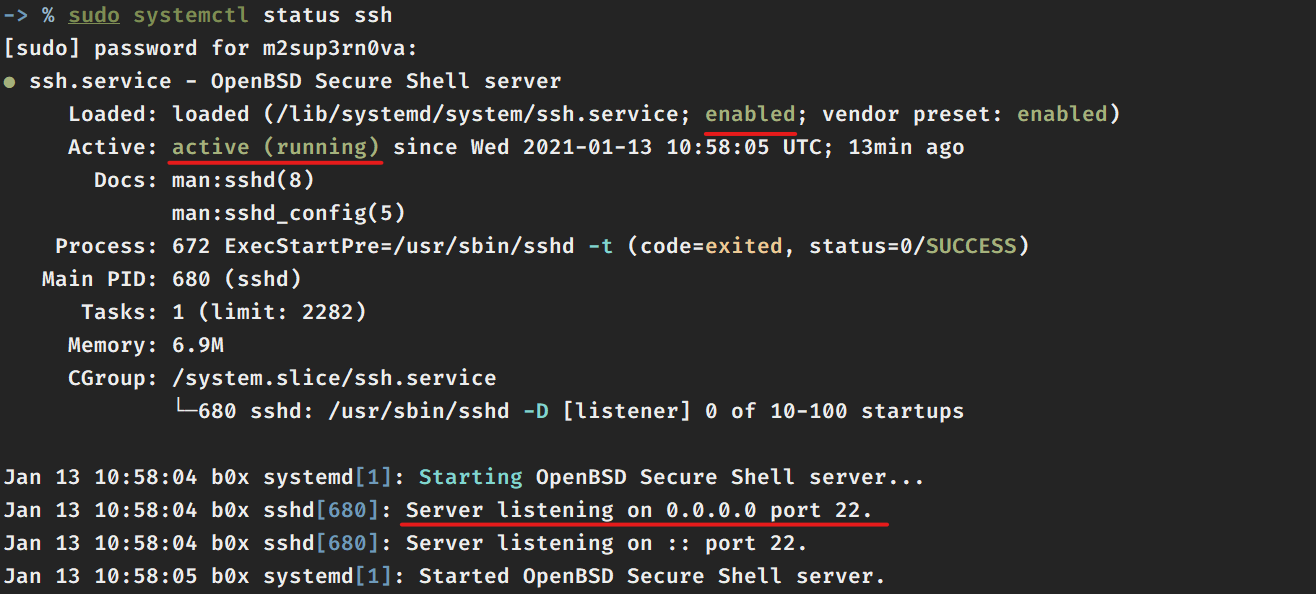 -> % sudo systemctl status ssh
[sudo] password for m2sup3rn0va:
● ssh.service - OpenBSD Secure Shell server
     Loaded: loaded (/lib/systemd/system/ssh.service; enabled; vendor preset: enabled)
     Active: active (running) since Wed 2021-01-13 10:58:05 UTC; 13min ago
       Docs: man:sshd(8)
             man:sshd_config(5)
    Process: 672 ExecStartPre=/usr/sbin/sshd -t (code=exited, status=0/SUCCESS)
   Main PID: 680 (sshd)
      Tasks: 1 (limit: 2282)
     Memory: 6.9M
     CGroup: /system.slice/ssh.service
             └─680 sshd: /usr/sbin/sshd -D [listener] 0 of 10-100 startups

Jan 13 10:58:04 b0x systemd[1]: Starting OpenBSD Secure Shell server...
Jan 13 10:58:04 b0x sshd[680]: Server listening on 0.0.0.0 port 22.
Jan 13 10:58:04 b0x sshd[680]: Server listening on :: port 22.
Jan 13 10:58:05 b0x systemd[1]: Started OpenBSD Secure Shell server.